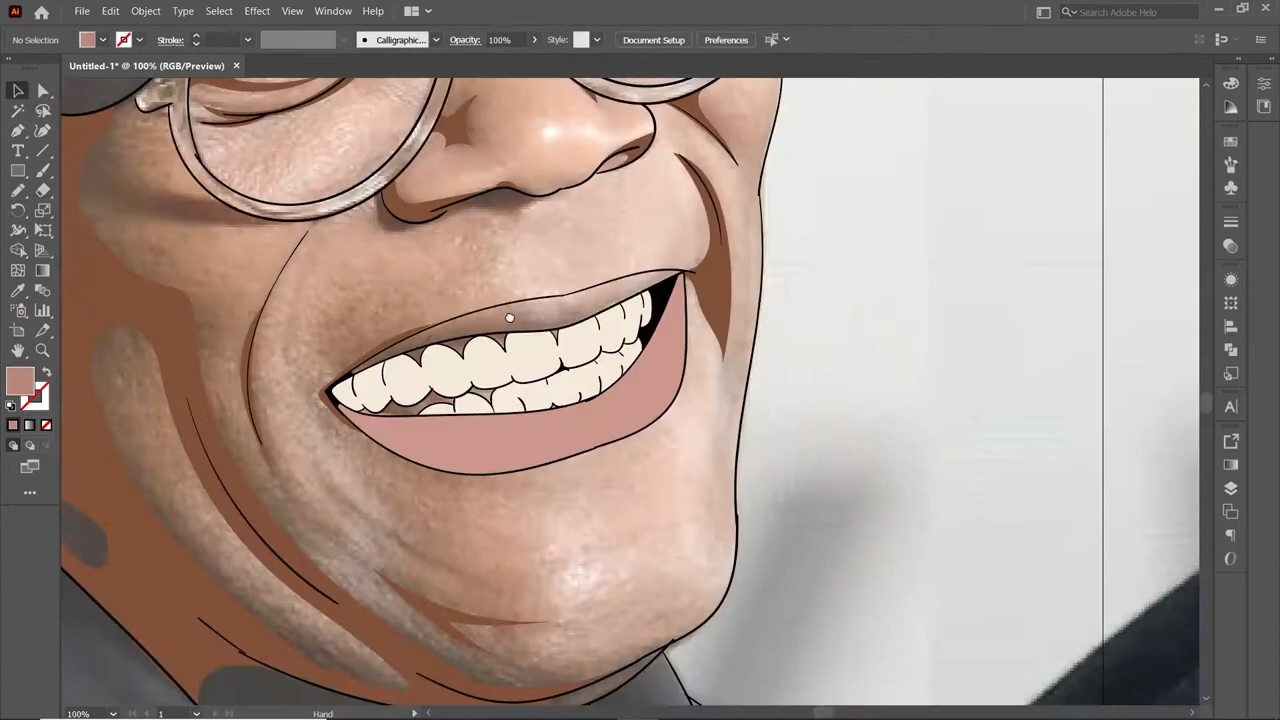 Ai File Edit Object Type Select Effect View Window Help Search Adobe Help
No Selection Stroke: Calligraphic... Opacity: 100% Style: Document Setup Preferences
Untitled-1* @ 100% (RGB/Preview)
100% 1 Hand